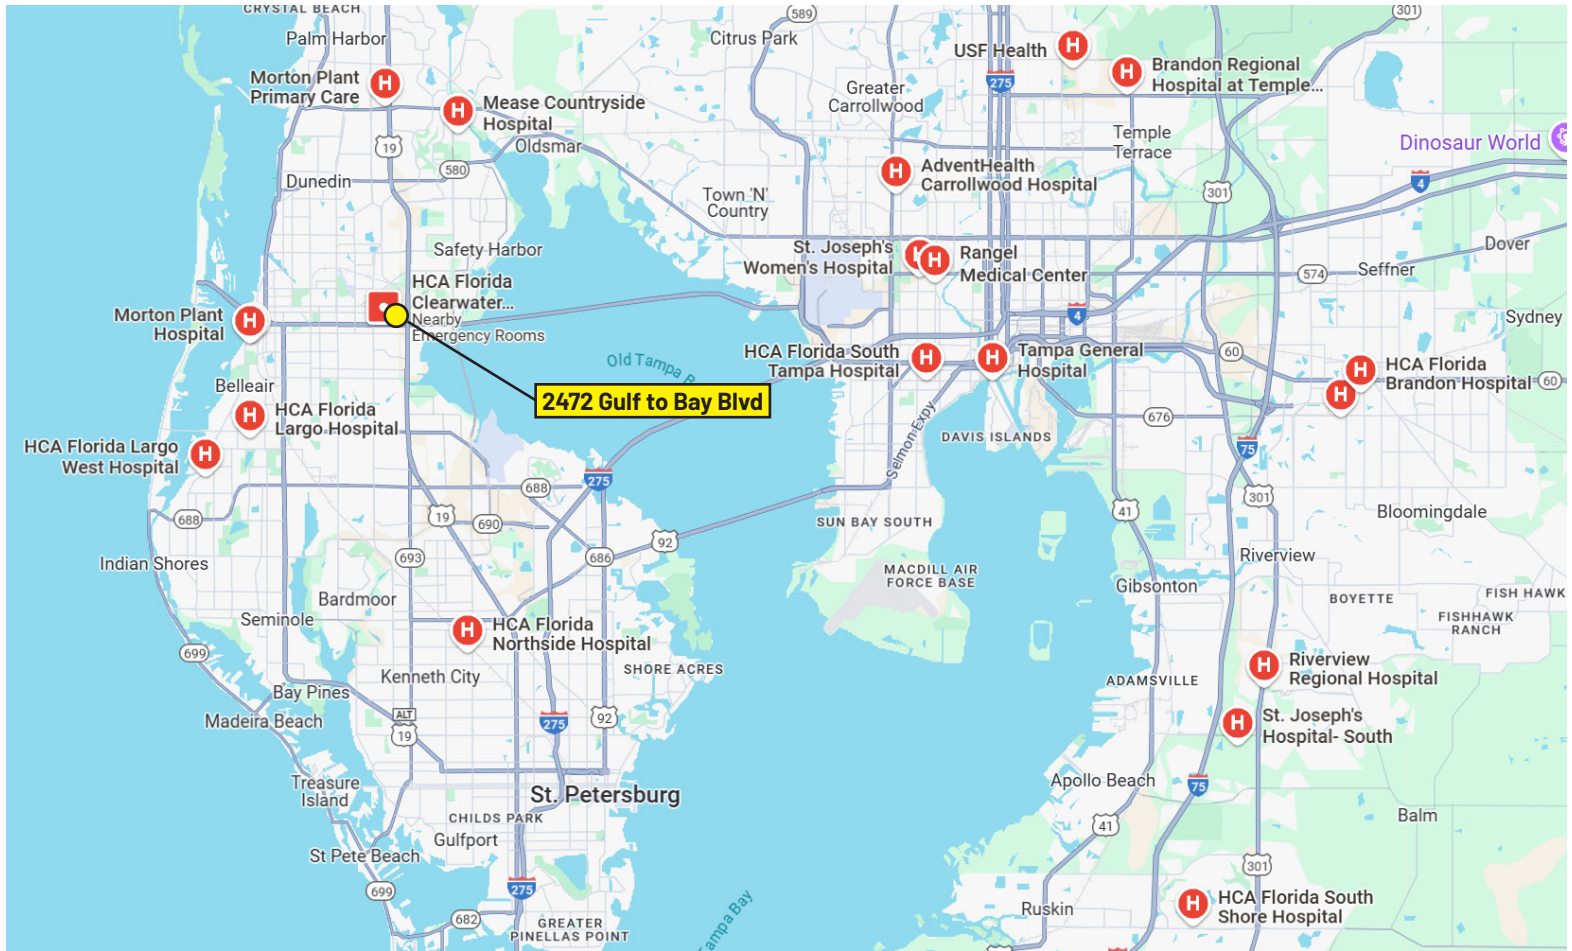 CRYSTAL BEACH
Palm Harbor
589
301
Citrus Park
USF Health
H
Morton Plant
Primary Care
H
275
Brandon Regional
Hospital at Temple...
H
Greater
Carrollwood
Mease Countryside
Hospital
H
Oldsmar
19
580
Temple
Terrace
Dinosaur World
Dunedin
AdventHealth
Carrollwood Hospital
H
4
301
Town 'N'
Country
Safety Harbor
St. Joseph's
Women's Hospital
H
Rangel
Medical Center
Dover
574
Seffner
HCA Florida
Clearwater...
Nearby
Emergency Rooms
Morton Plant
Hospital
H
4
Sydney
Old Tampa B
HCA Florida South
Tampa Hospital
H
Tampa General
Hospital
H
60
HCA Florida
Brandon Hospital
H
H
60
Belleair
2472 Gulf to Bay Blvd
HCA Florida
Largo Hospital
H
676
Selmon Expy
DAVIS ISLANDS
HCA Florida Largo
West Hospital
H
75
275
688
301
688
19
690
41
Bloomingdale
SUN BAY SOUTH
92
693
686
Riverview
Indian Shores
MACDILL AIR
FORCE BASE
Gibsonton
Bardmoor
BOYETTE
FISH HAWK
FISHHAWK
RANCH
Seminole
HCA Florida
Northside Hospital
H
699
SHORE ACRES
Riverview
Regional Hospital
H
Kenneth City
ADAMSVILLE
Bay Pines
Madeira Beach
ALT
19
275
92
St. Joseph's
Hospital- South
H
Treasure
Island
Apollo Beach
75
St. Petersburg
CHILDS PARK
Gulfport
41
Balm
St Pete Beach
301
699
275
HCA Florida South
Shore Hospital
H
Ruskin
682
GREATER
PINELLAS POINT
Tampa Bay